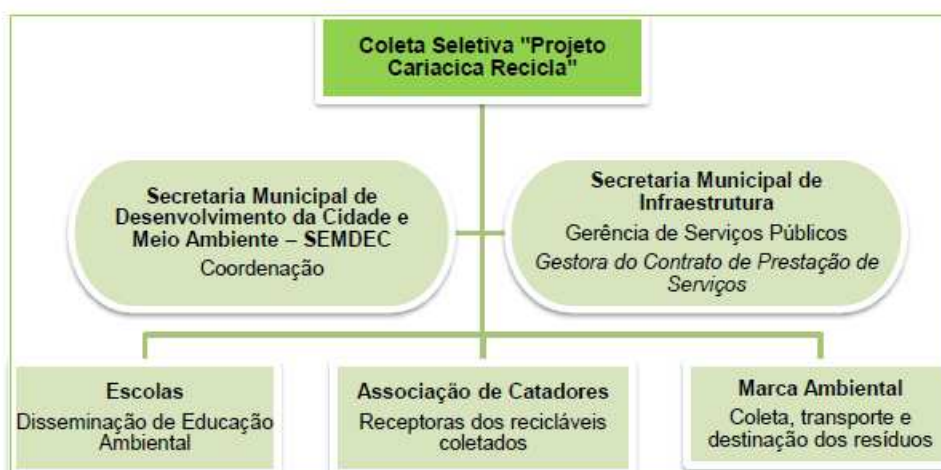 Coleta Seletiva "Projeto
Cariacica Recicla"
Secretaria Municipal de
Desenvolvimento da Cidade e
Meio Ambiente – SEMDEC
Coordenação
Secretaria Municipal de
Infraestrutura
Gerência de Serviços Públicos
Gestora do Contrato de Prestação de
Serviços
Escolas
Disseminação de Educação
Ambiental
Associação de Catadores
Receptoras dos recicláveis
coletados
Marca Ambiental
Coleta, transporte e
destinação dos resíduos